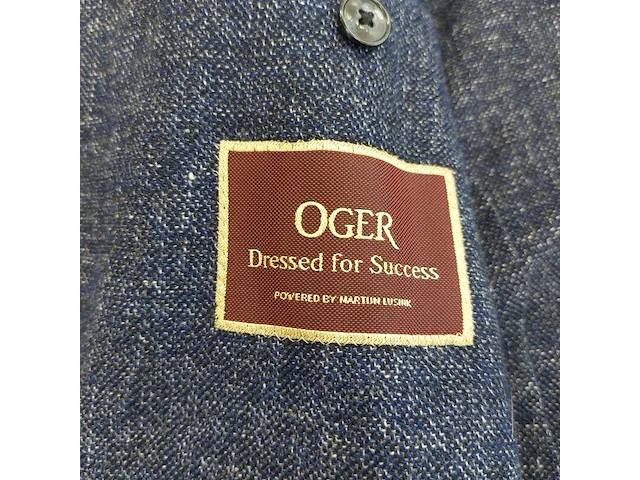 OGER
Dressed for Success
POWERED BY MARTIJN LUSINK